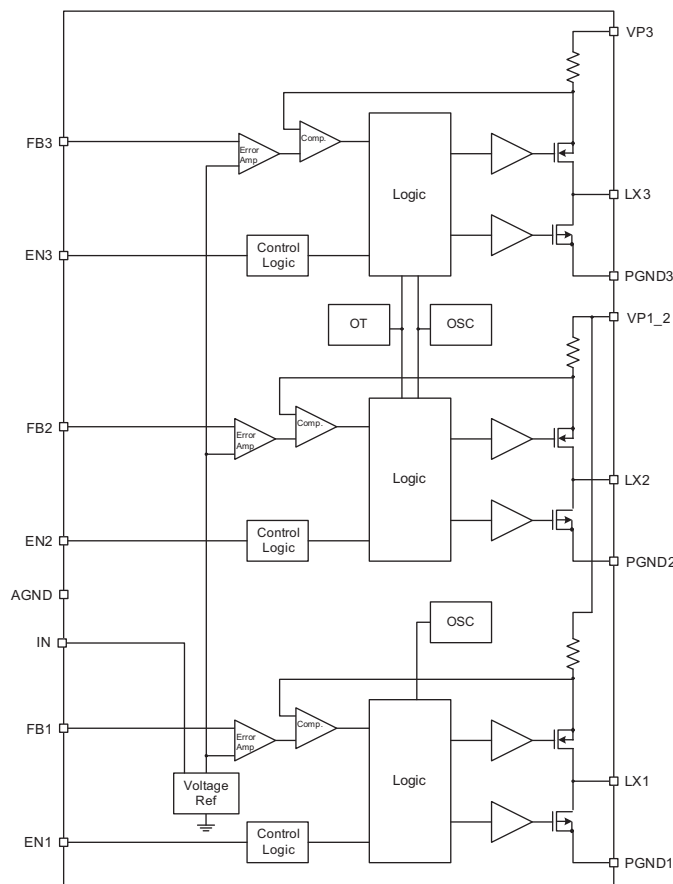 VP3
FB3
Error
Amp.
Comp.
Logic
LX3
EN3
Control
Logic
PGND3
OT
OSC
VP1_2
FB2
Error
Amp.
Comp.
Logic
LX2
EN2
Control
Logic
PGND2
AGND
OSC
IN
FB1
Error
Amp
Comp.
Logic
Voltage
Ref
LX1
EN1
Control
Logic
PGND1